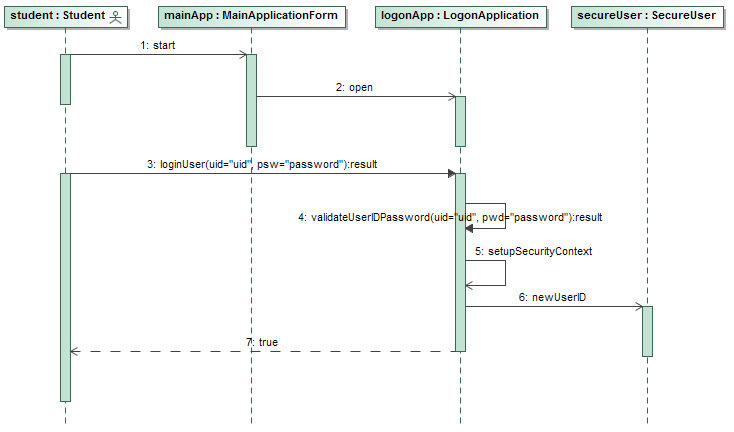 student : Student
mainApp : MainApplicationForm
logonApp : LogonApplication
secureUser : SecureUser
1: start
2: open
3: loginUser(uid="uid", psw="password"):result
4: validateUserIDPassword(uid="uid", pwd="password"):result
5: setupSecurityContext
6: newUserID
7: true